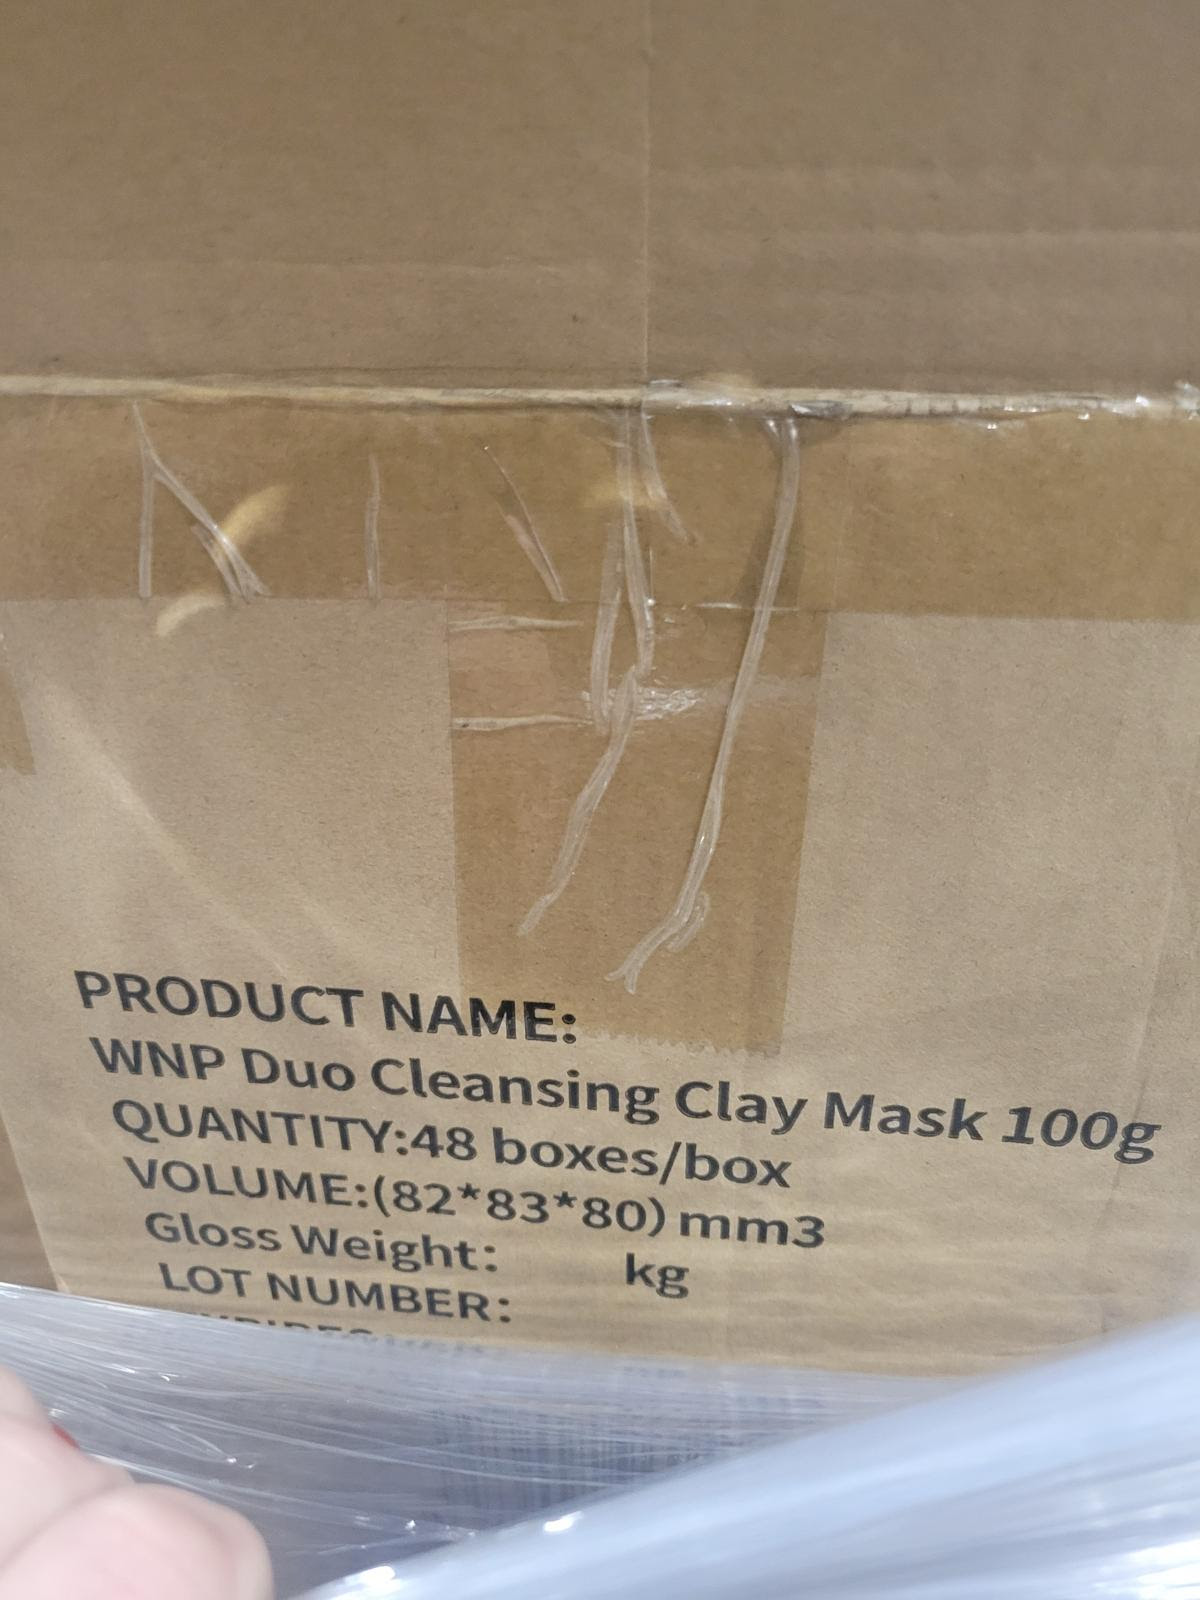 PRODUCT NAME:
WNP Duo Cleansing Clay Mask 100g
QUANTITY:48 boxes/box
VOLUME:(82*83*80) mm3
Gloss Weight: kg
LOT NUMBER: